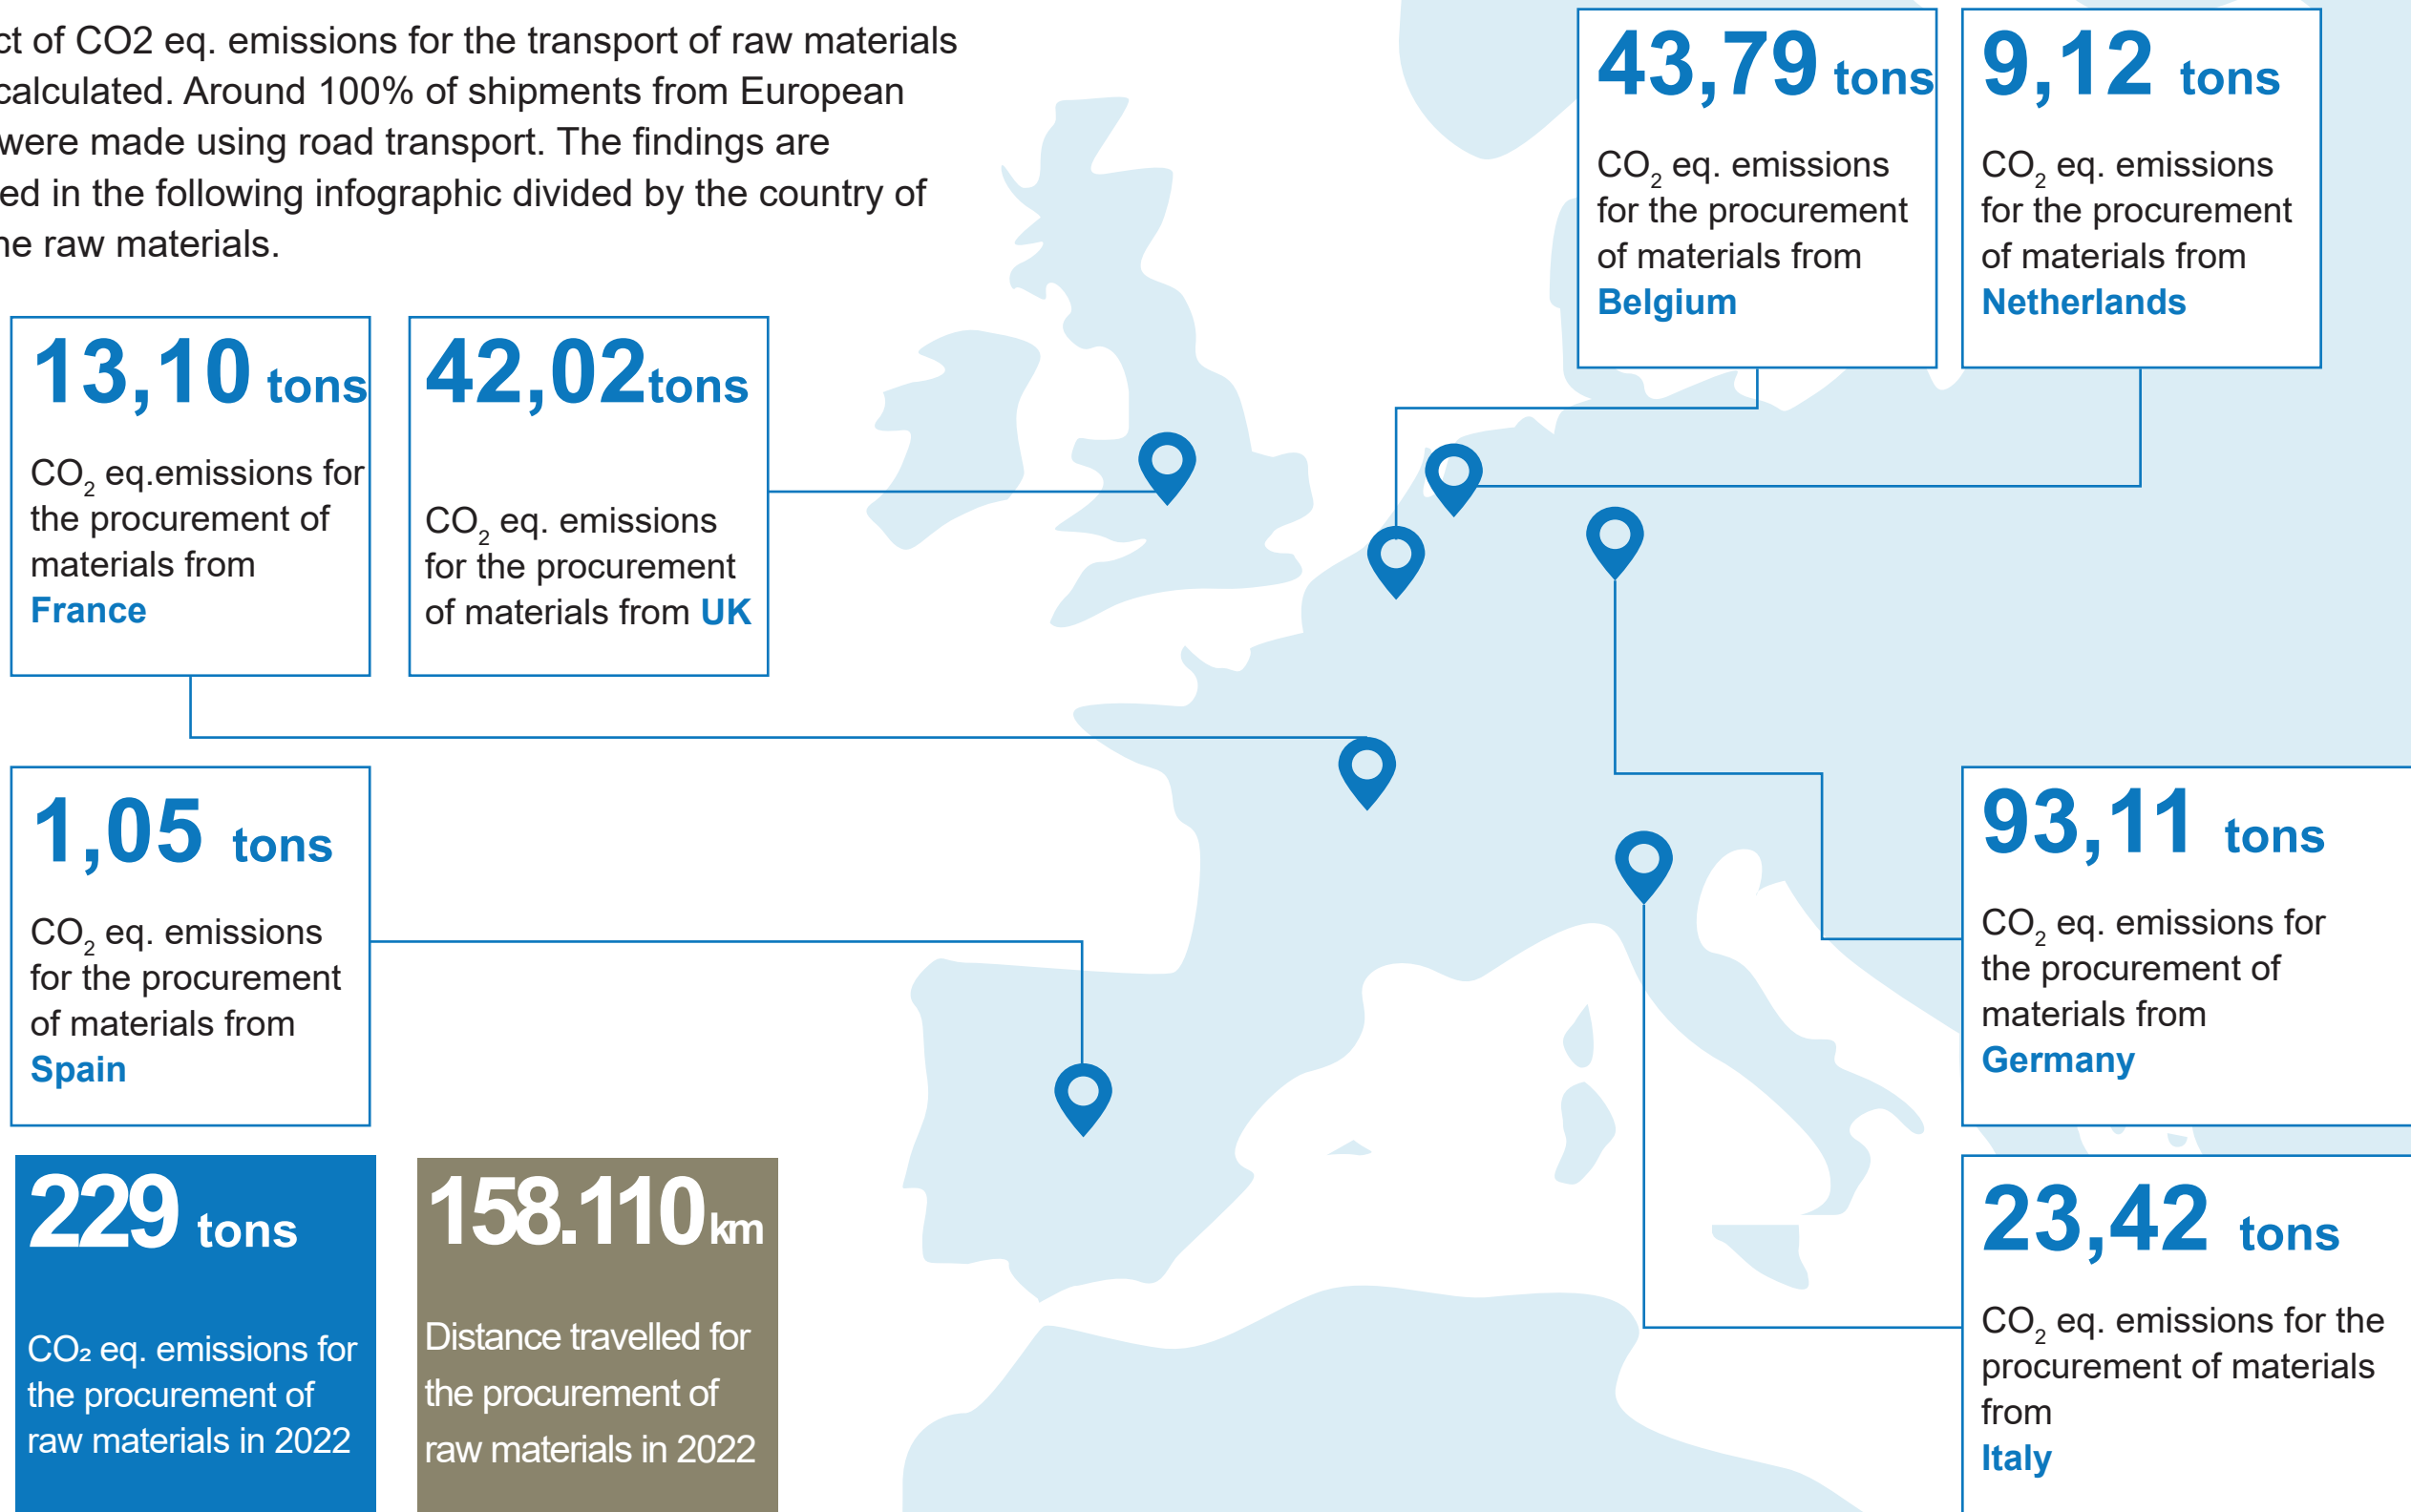 ct of CO2 eq. emissions for the transport of raw materials
calculated. Around 100% of shipments from European
were made using road transport. The findings are
ed in the following infographic divided by the country of
he raw materials.
43,79 tons
CO₂ eq. emissions
for the procurement
of materials from
Belgium
9,12 tons
CO₂ eq. emissions
for the procurement
of materials from
Netherlands
13,10 tons
CO₂ eq.emissions for
the procurement of
materials from
France
42,02tons
CO₂ eq. emissions
for the procurement
of materials from UK
1,05 tons
CO₂ eq. emissions
for the procurement
of materials from
Spain
93,11 tons
CO₂ eq. emissions for
the procurement of
materials from
Germany
229 tons
CO₂ eq. emissions for
the procurement of
raw materials in 2022
158.110 km
Distance travelled for
the procurement of
raw materials in 2022
23,42 tons
CO₂ eq. emissions for the
procurement of materials
from
Italy